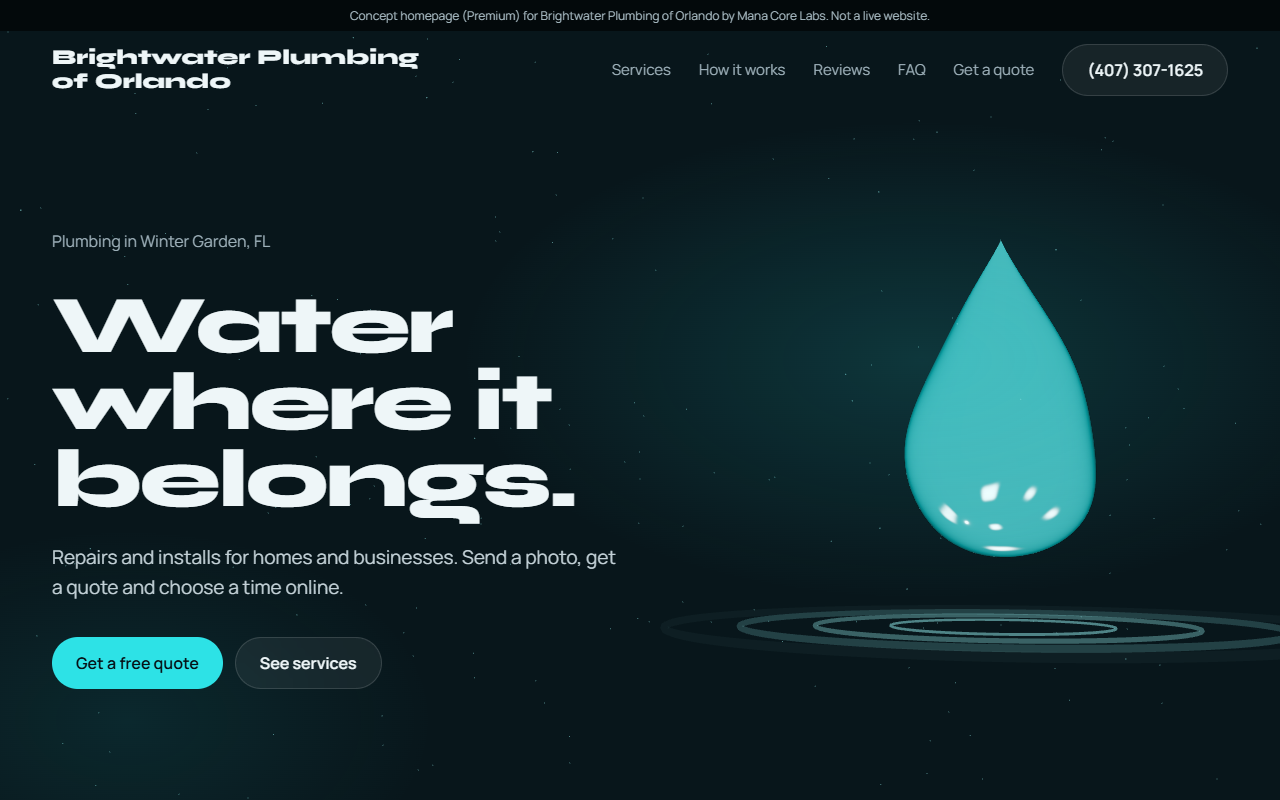 Concept homepage (Premium) for Brightwater Plumbing of Orlando by Mana Core Labs. Not a live website.
Brightwater Plumbing
of Orlando
Services
How it works
Reviews
FAQ
Get a quote
(407) 307-1625
Plumbing in Winter Garden, FL
Water
where it
belongs.
Repairs and installs for homes and businesses. Send a photo, get
a quote and choose a time online.
Get a free quote
See services